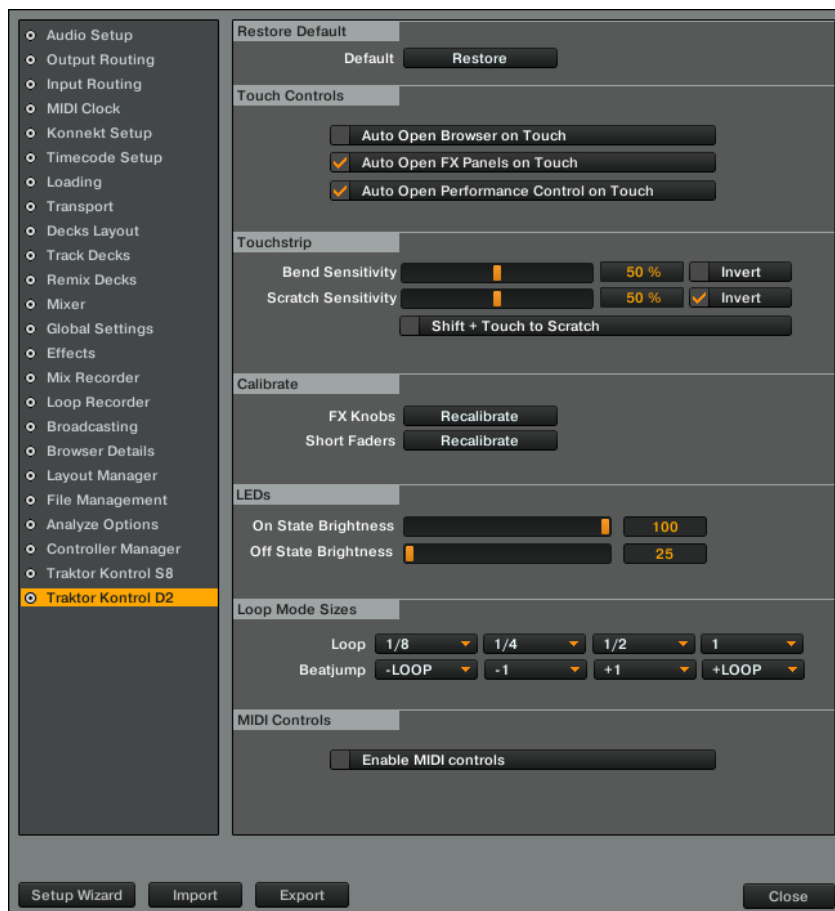 Audio Setup
Output Routing
Input Routing
MIDI Clock
Konnekt Setup
Timecode Setup
Loading
Transport
Decks Layout
Track Decks
Remix Decks
Mixer
Global Settings
Effects
Mix Recorder
Loop Recorder
Broadcasting
Browser Details
Layout Manager
File Management
Analyze Options
Controller Manager
Traktor Kontrol S8
Traktor Kontrol D2
Restore Default
Default Restore
Touch Controls
Auto Open Browser on Touch
Auto Open FX Panels on Touch
Auto Open Performance Control on Touch
Touchstrip
Bend Sensitivity 50 % Invert
Scratch Sensitivity 50 % Invert
Shift + Touch to Scratch
Calibrate
FX Knobs Recalibrate
Short Faders Recalibrate
LEDs
On State Brightness 100
Off State Brightness 25
Loop Mode Sizes
Loop 1/8 1/4 1/2 1
Beatjump -LOOP -1 +1 +LOOP
MIDI Controls
Enable MIDI controls
Setup Wizard Import Export Close